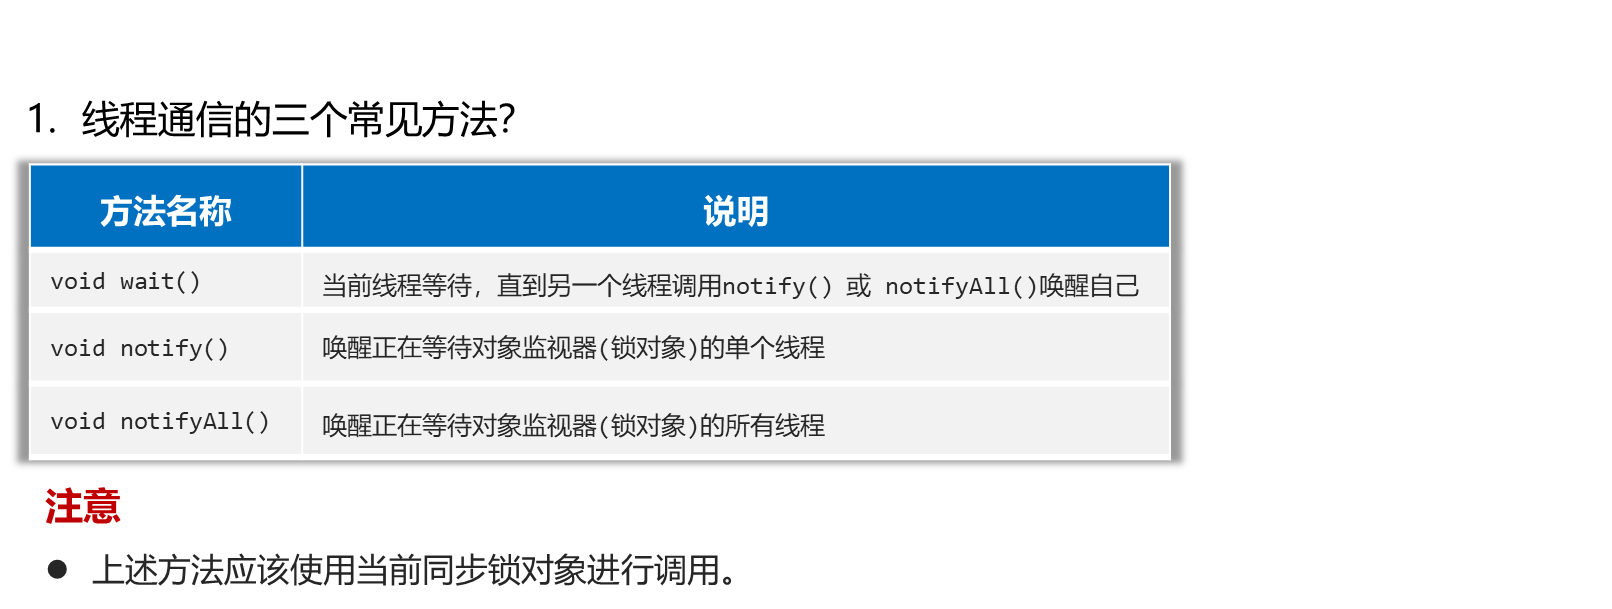 1. 线程通信的三个常见方法?
方法名称 说明
void wait() 当前线程等待，直到另一个线程调用notify() 或 notifyAll()唤醒自己
void notify() 唤醒正在等待对象监视器(锁对象)的单个线程
void notifyAll() 唤醒正在等待对象监视器(锁对象)的所有线程
注意
● 上述方法应该使用当前同步锁对象进行调用。